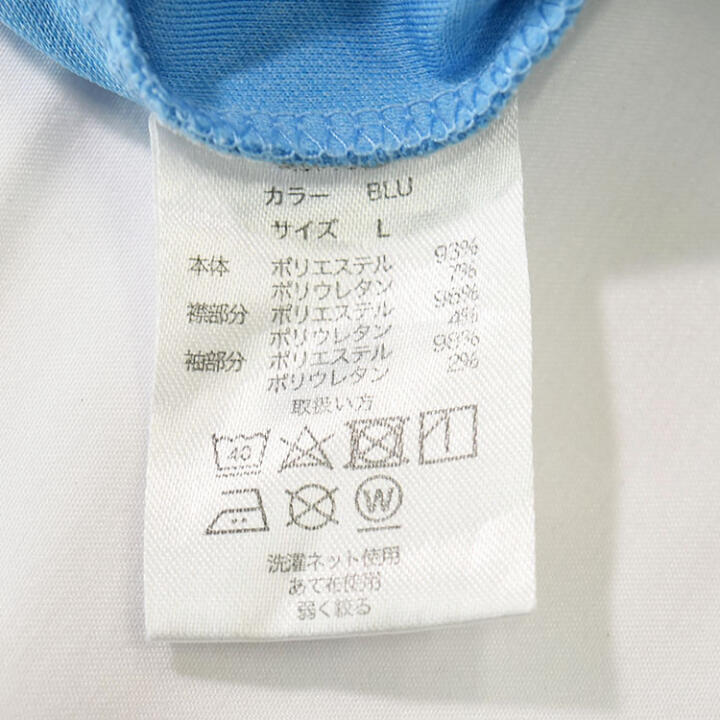 カラー BLU
サイズ L
本体 ポリエステル 93%
ポリウレタン 7%
襟部分 ポリエステル 96%
ポリウレタン 4%
袖部分 ポリエステル 98%
ポリウレタン 2%
取扱い方
40
W
洗濯ネット使用
あて布使用
弱く絞る